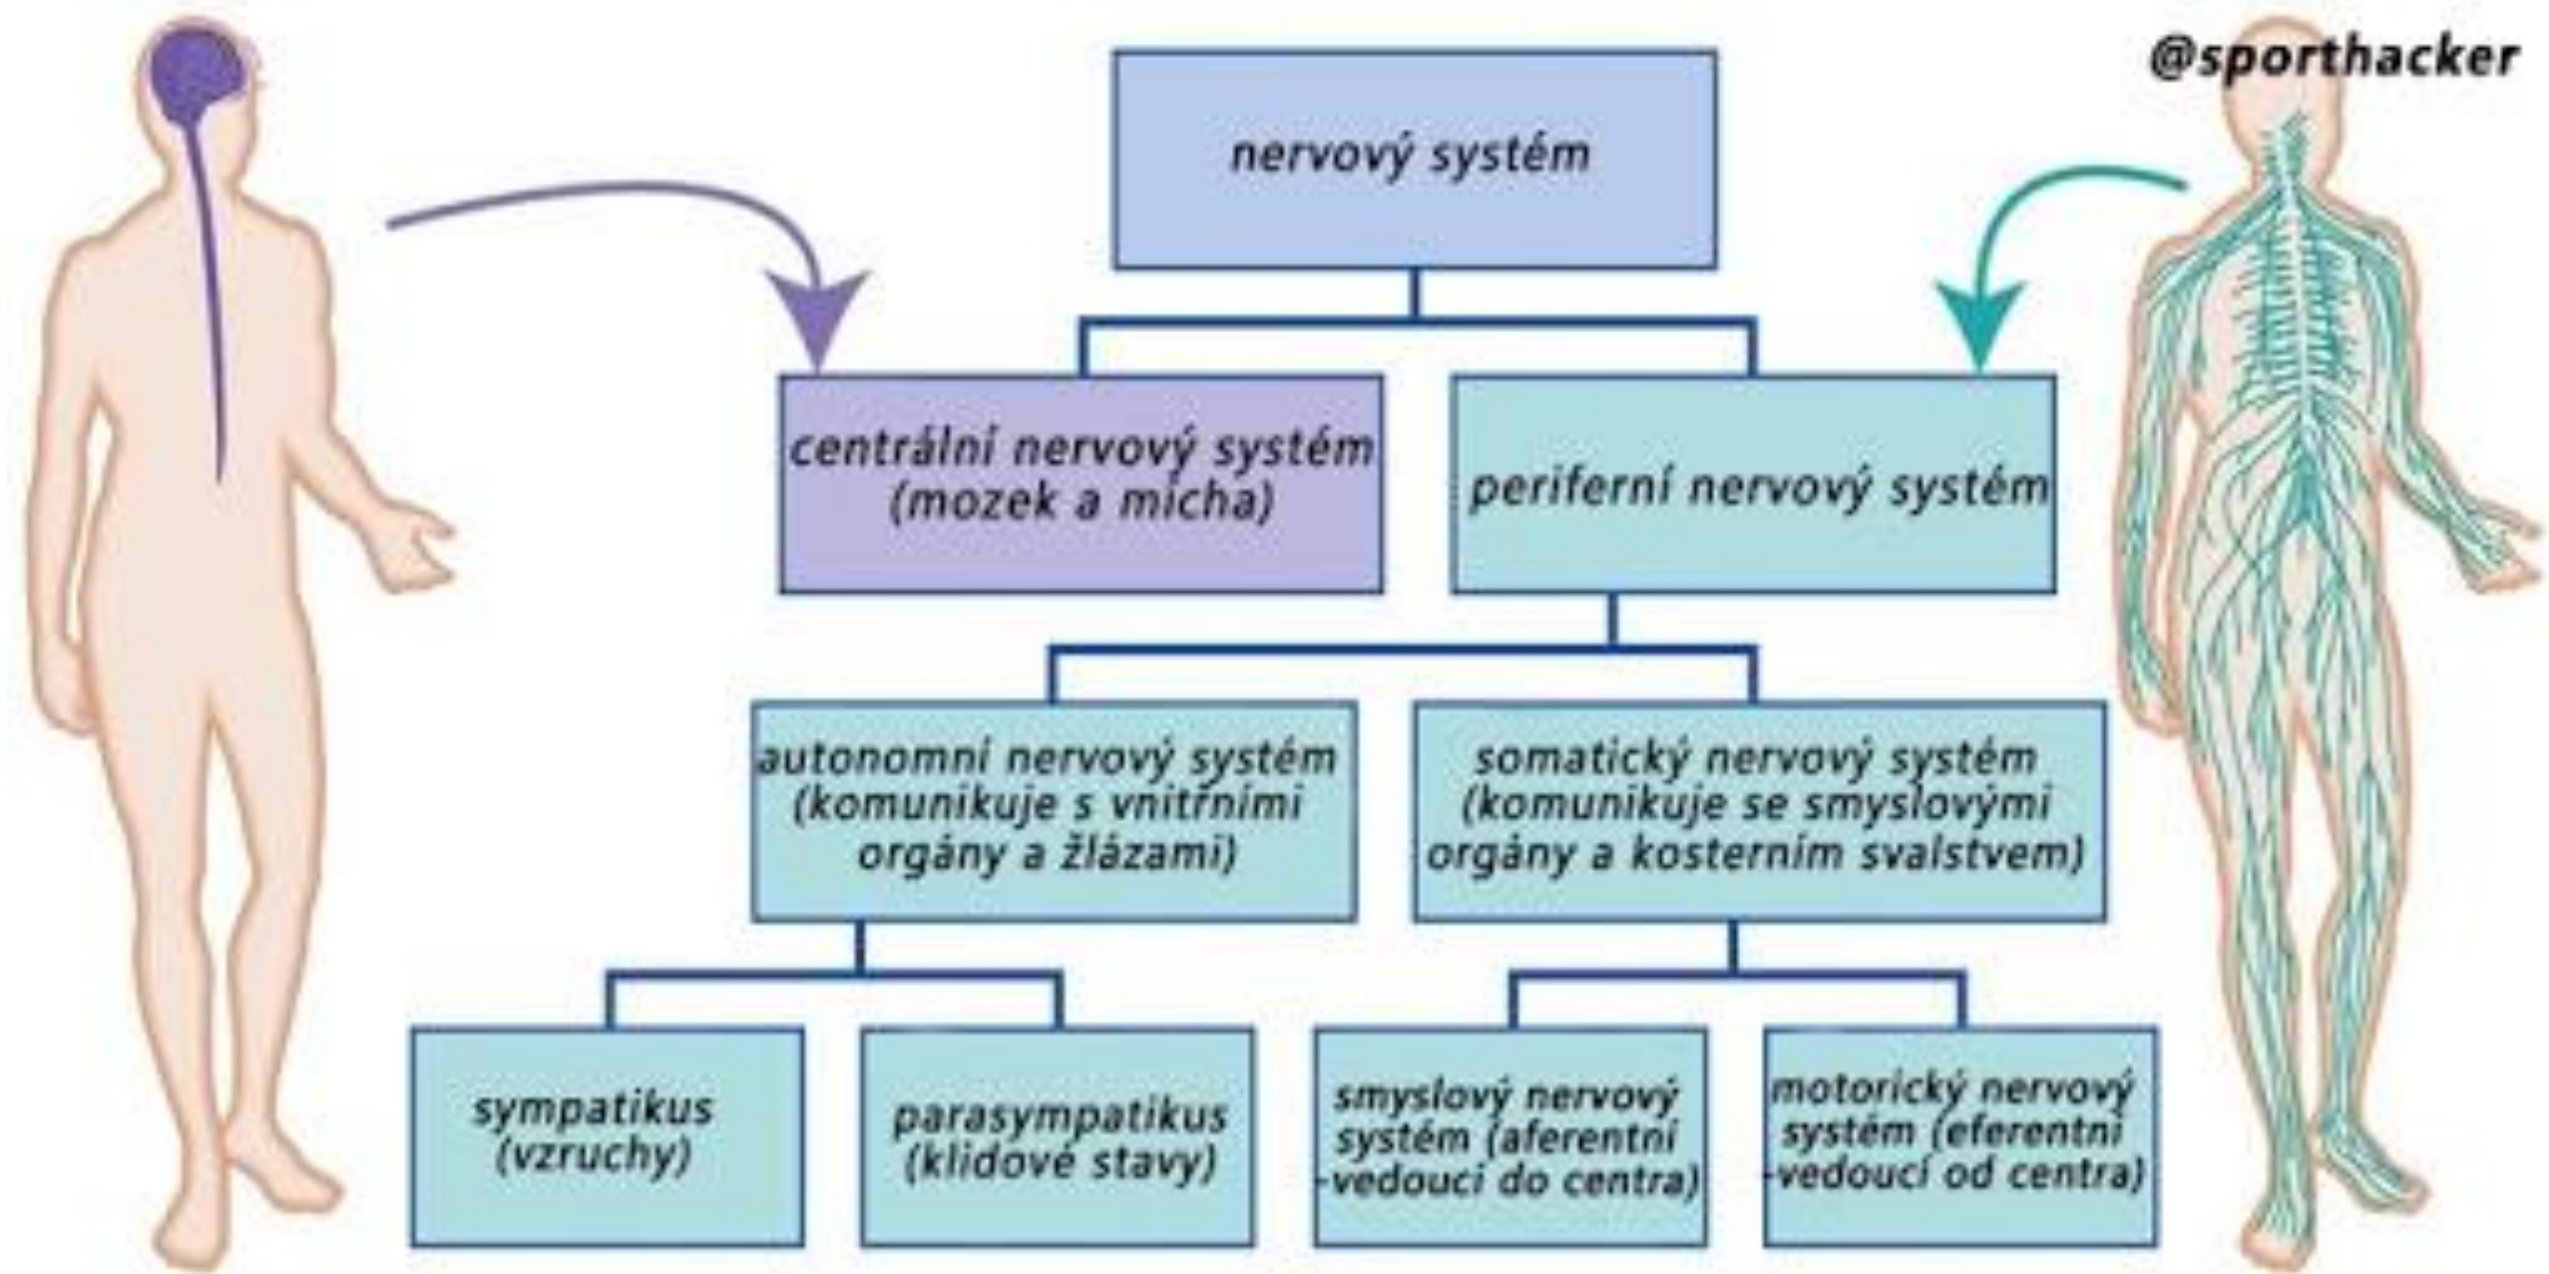 @sporthacker
nervový systém
centrální nervový systém
(mozek a mícha)
periferní nervový systém
autonomní nervový systém
(komunikuje s vnitřními
orgány a žlázami)
somatický nervový systém
(komunikuje se smyslovými
orgány a kosterním svalstvem)
sympatikus
(vzruchy)
parasympatikus
(klidové stavy)
smyslový nervový
systém (aferentní
-vedoucí do centra)
motorický nervový
systém (eferentní
-vedoucí od centra)